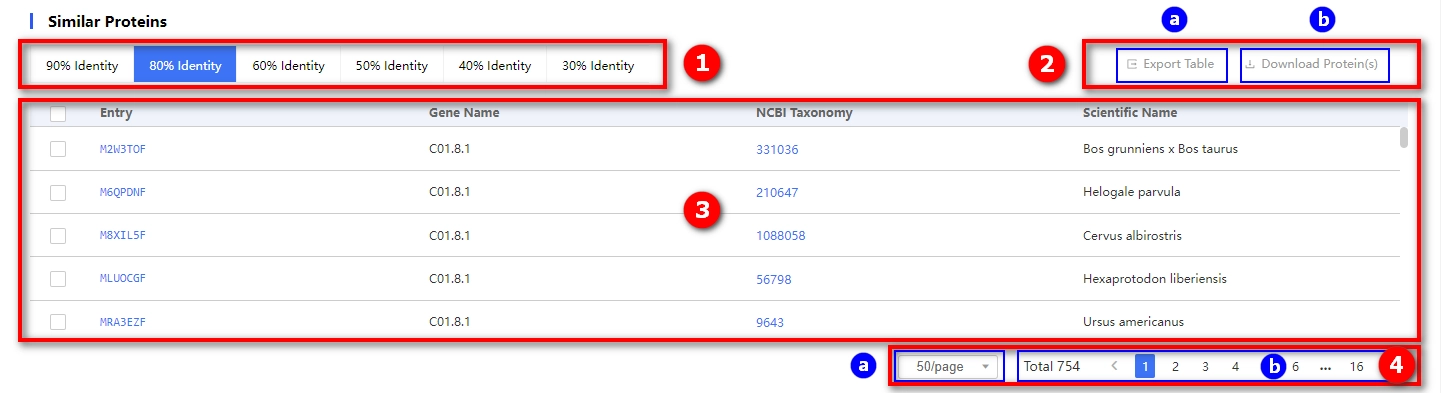 Similar Proteins
a b
90% Identity 80% Identity 60% Identity 50% Identity 40% Identity 30% Identity 1 2 Export Table Download Protein(s)
Entry Gene Name NCBI Taxonomy Scientific Name
M2W3TOF C01.8.1 331036 Bos grunniens x Bos taurus
M6QPDNF C01.8.1 210647 Helogale parvula
3
M8XIL5F C01.8.1 1088058 Cervus albirostris
MLUOCGF C01.8.1 56798 Hexaprotodon liberiensis
MRA3EZF C01.8.1 9643 Ursus americanus
a 50/page Total 754 < 1 2 3 4 b 6 ... 16 4